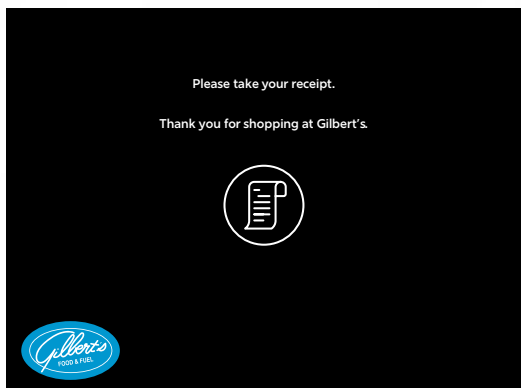 Please take your receipt.
Thank you for shopping at Gilbert's.
Gilbert's
FOOD & FUEL